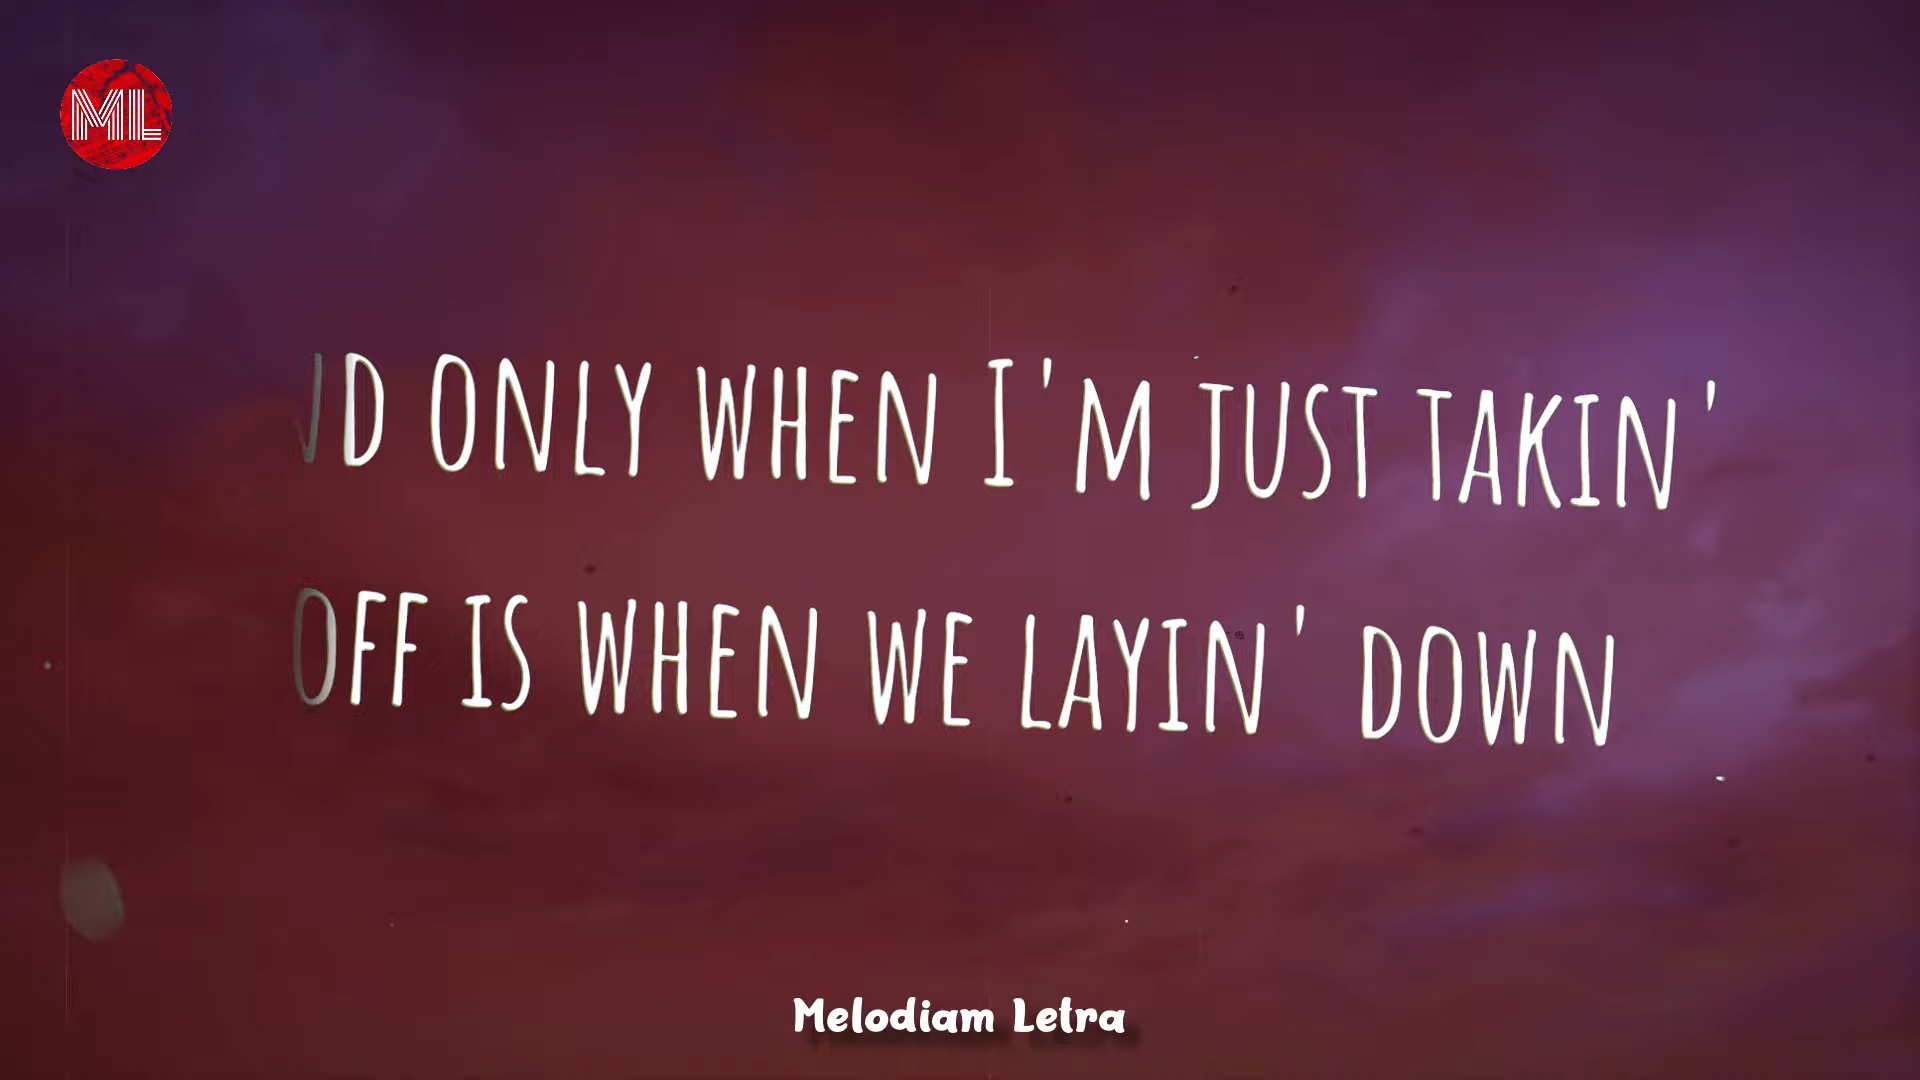 ML
ONLY WHEN I'M JUST TAKIN'
OFF IS WHEN WE LAYIN' DOWN
Melodiam Letra